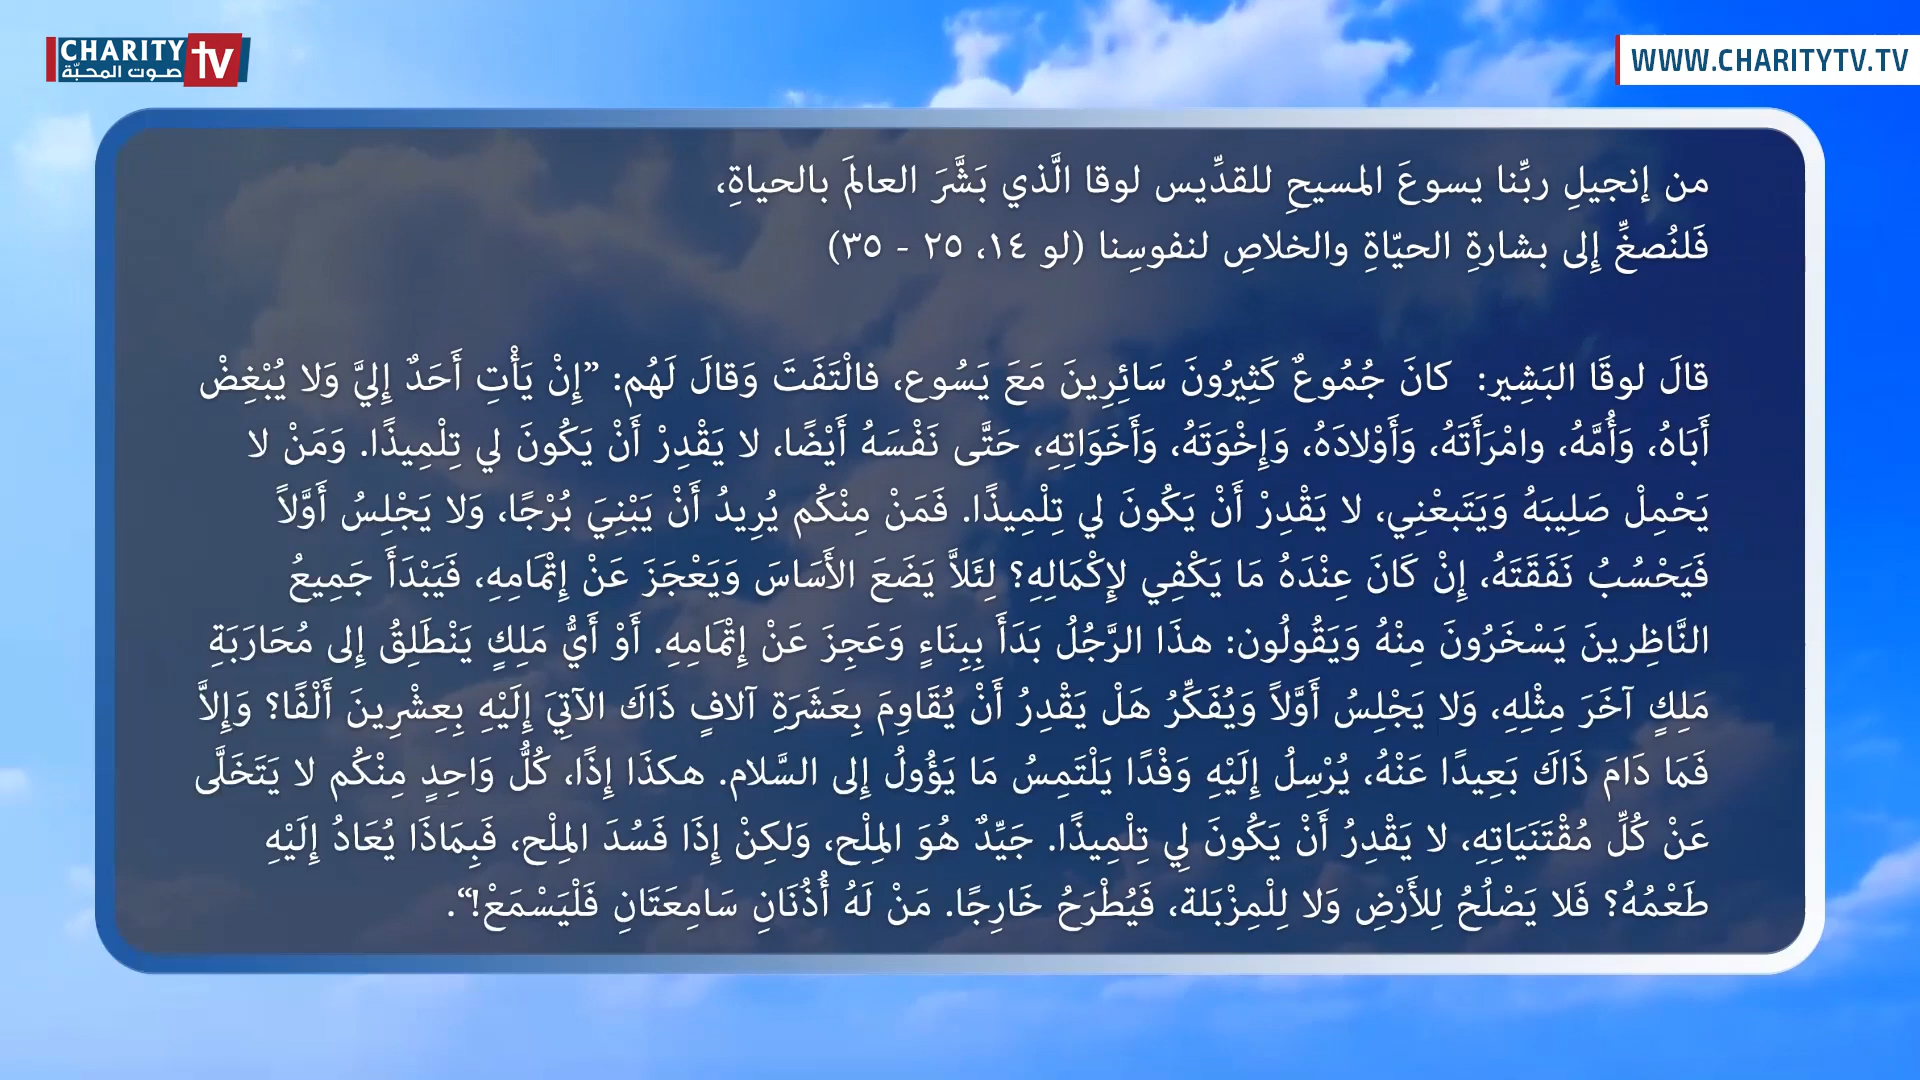 CHARITY tv
صوت المحبّة
WWW.CHARITYTV.TV
من إنجيلِ ربِّنا يسوعَ المسيحِ للقدِّيس لوقا الَّذي بَشَّرَ العالمَ بالحياةِ،
فَلنُصغِّ إِلى بشارةِ الحيّاةِ والخلاصِ لنفوسِنا (لو ١٤، ٢٥ - ٣٥)
قالَ لوقَا البَشِير: كانَ جُمُوعٌ كَثِيرُونَ سَائِرِينَ مَعَ يَسُوع، فالْتَفَتَ وَقالَ لَهُم: ”إِنْ يَأْتِ أَحَدٌ إِليَّ وَلا يُبْغِضْ
أَبَاهُ، وَأُمَّهُ، وامْرَأَتَهُ، وَأَوْلادَهُ، وَإِخْوَتَهُ، وَأَخَوَاتِهِ، حَتَّى نَفْسَهُ أَيْضًا، لا يَقْدِرْ أَنْ يَكُونَ لي تِلْمِيذًا. وَمَنْ لا
يَحْمِلْ صَلِيبَهُ وَيَتَبعْنِي، لا يَقْدِرْ أَنْ يَكُونَ لي تِلْمِيذًا. فَمَنْ مِنْكُم يُرِيدُ أَنْ يَبْنِيَ بُرْجًا، وَلا يَجْلِسُ أَوَّلاً
فَيَحْسُبُ نَفَقَتَهُ، إِنْ كَانَ عِنْدَهُ مَا يَكْفِي لإِكْمَالِهِ؟ لِئَلاَّ يَضَعَ الأَسَاسَ وَيَعْجَزَ عَنْ إِتْمَامِهِ، فَيَبْدَأَ جَمِيعُ
النَّاظِرينَ يَسْخَرُونَ مِنْهُ وَيَقُولُون: هذَا الرَّجُلُ بَدَأَ بِبِنَاءٍ وَعَجِزَ عَنْ إِتْمَامِهِ. أَوْ أَيُّ مَلِكٍ يَنْطَلِقُ إِلى مُحَارَبَةِ
مَلِكٍ آخَرَ مِثْلِهِ، وَلا يَجْلِسُ أَوَّلاً وَيُفَكِّرُ هَلْ يَقْدِرُ أَنْ يُقَاوِمَ بِعَشَرَةِ آلافٍ ذَاكَ الآتِيَ إِلَيْهِ بِعِشْرِينَ أَلْفًا؟ وَإِلاَّ
فَمَا دَامَ ذَاكَ بَعِيدًا عَنْهُ، يُرْسِلُ إِلَيْهِ وَفْدًا يَلْتَمِسُ مَا يَؤُولُ إِلى السَّلام. هكذَا إِذًا، كُلُّ وَاحِدٍ مِنْكُم لا يَتَخَلَّى
عَنْ كُلِّ مُقْتَنَيَاتِهِ، لا يَقْدِرُ أَنْ يَكُونَ لِي تِلْمِيذًا. جَيِّدٌ هُوَ المِلْح، وَلكِنْ إِذَا فَسُدَ المِلْح، فَبِمَاذَا يُعَادُ إِلَيْهِ
طَعْمُهُ؟ فَلا يَصْلُحُ لِلأَرْضِ وَلا لِلْمِزْبَلة، فَيُطْرَحُ خَارِجًا. مَنْ لَهُ أُذُنَانِ سَامِعَتَانِ فَلْيَسْمَعْ!“.